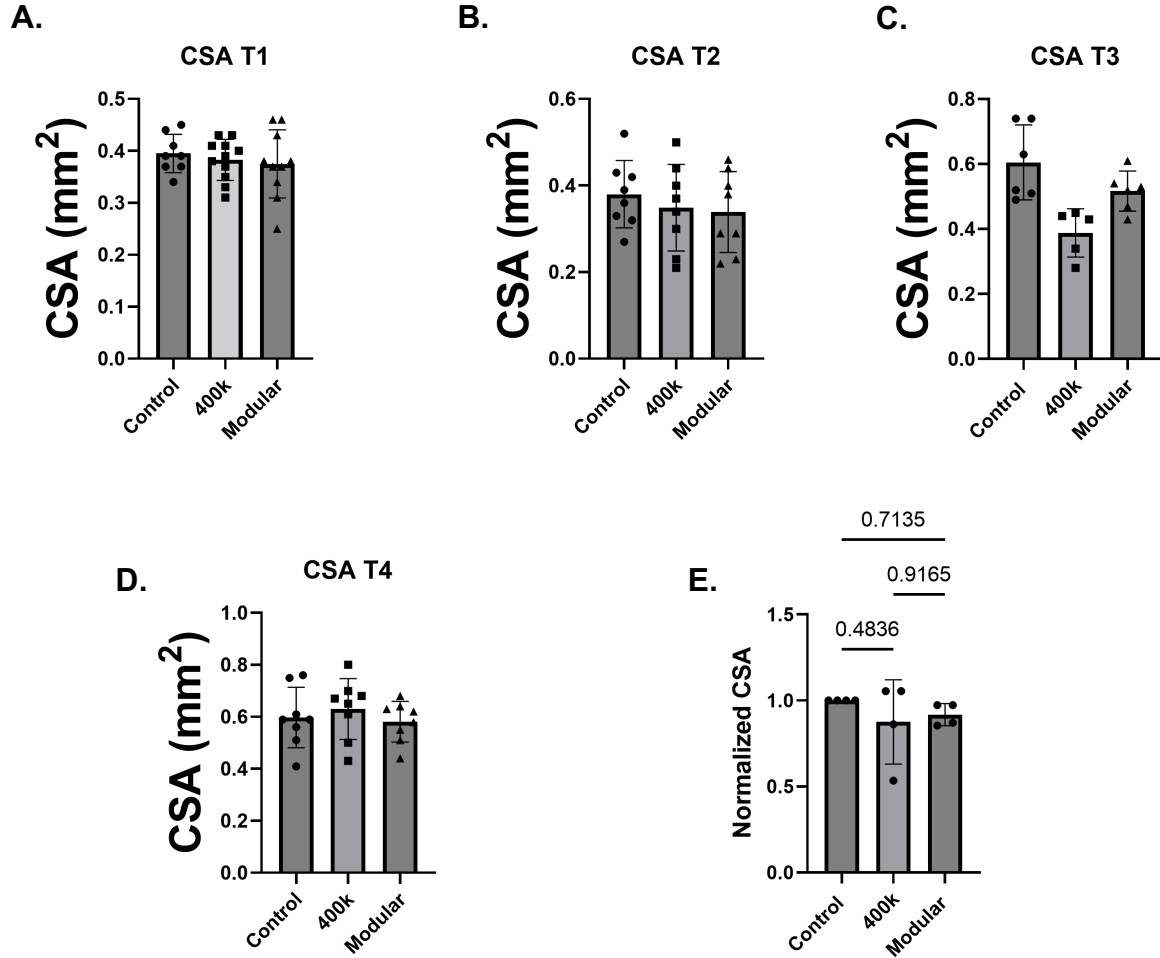 A.
CSA T1
CSA (mm²)
0.5
0.4
0.3
0.2
0.1
0.0
Control
400k
Modular
B.
CSA T2
CSA (mm²)
0.6
0.4
0.2
0.0
Control
400k
Modular
C.
CSA T3
CSA (mm²)
0.8
0.6
0.4
0.2
0.0
Control
400k
Modular
D.
CSA T4
CSA (mm²)
1.0
0.8
0.6
0.4
0.2
0.0
Control
400k
Modular
E.
0.7135
0.9165
0.4836
Normalized CSA
1.5
1.0
0.5
0.0
Control
400k
Modular